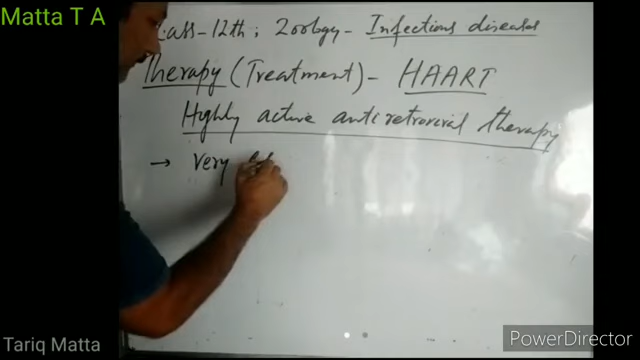 Matta T A
Class-12th; Zoology- Infectious diseases
Therapy (Treatment)- HAART
Highly active antiretroviral therapy
→ Very
Tariq Matta
PowerDirector